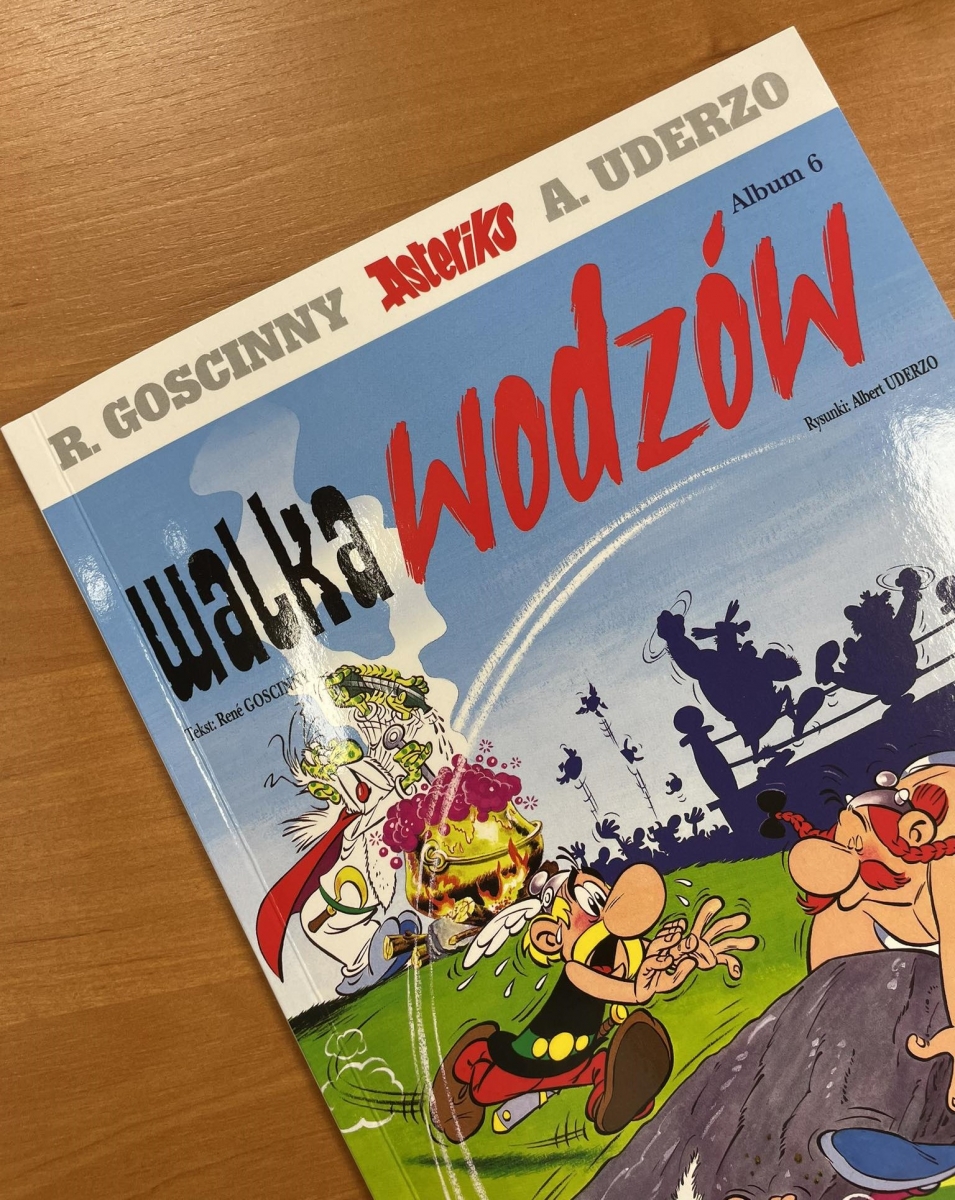 R. GOSCINNY Asteriks A. UDERZO
Album 6
walka wodzów
Tekst: René GOSCINNY
Rysunki: Albert UDERZO